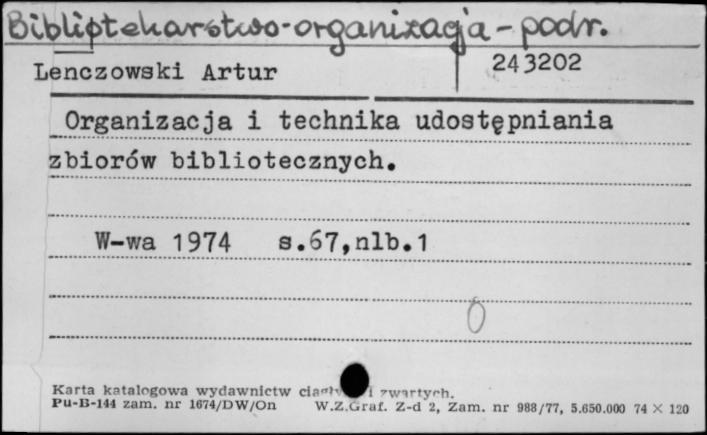 Bibliotekarstwo-organizacja - podr.
Lenczowski Artur 243202
Organizacja i technika udostępniania
zbiorów bibliotecznych.
W-wa 1974 s.67,nlb.1
0
Karta katalogowa wydawnictw i zwartych.
Pu-B-144 zam. nr 1674/DW/On W.Z.Graf. Z-d 2, Zam. nr 988/77, 5.650.000 74 × 120